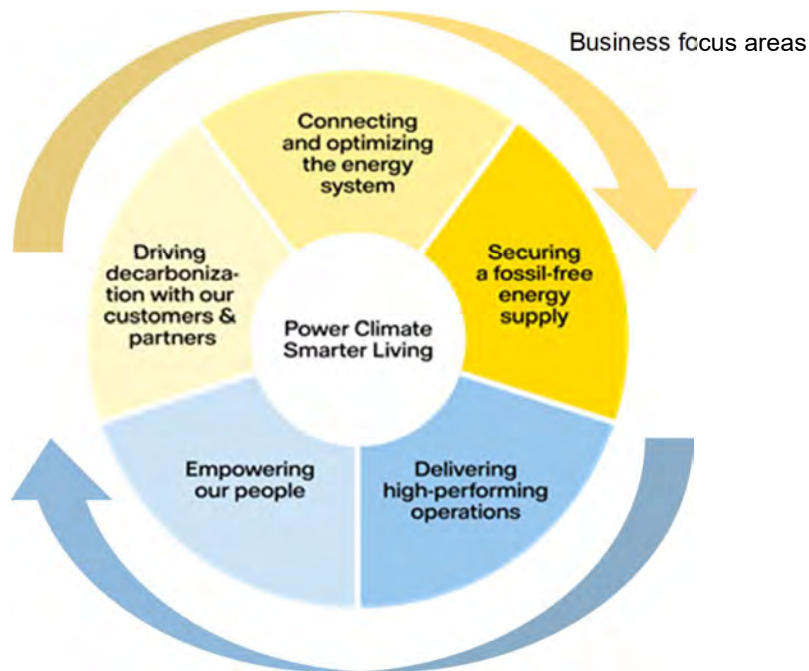 Business focus areas
Connecting
and optimizing
the energy
system
Securing
a fossil-free
energy
supply
Driving
decarboniza-
tion with our
customers &
partners
Power Climate
Smarter Living
Empowering
our people
Delivering
high-performing
operations